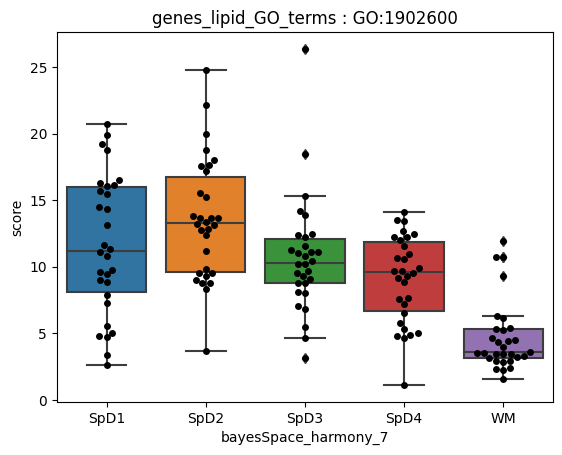 genes_lipid_GO_terms : GO:1902600
score
25
20
15
10
5
0
SpD1 SpD2 SpD3 SpD4 WM
bayesSpace_harmony_7